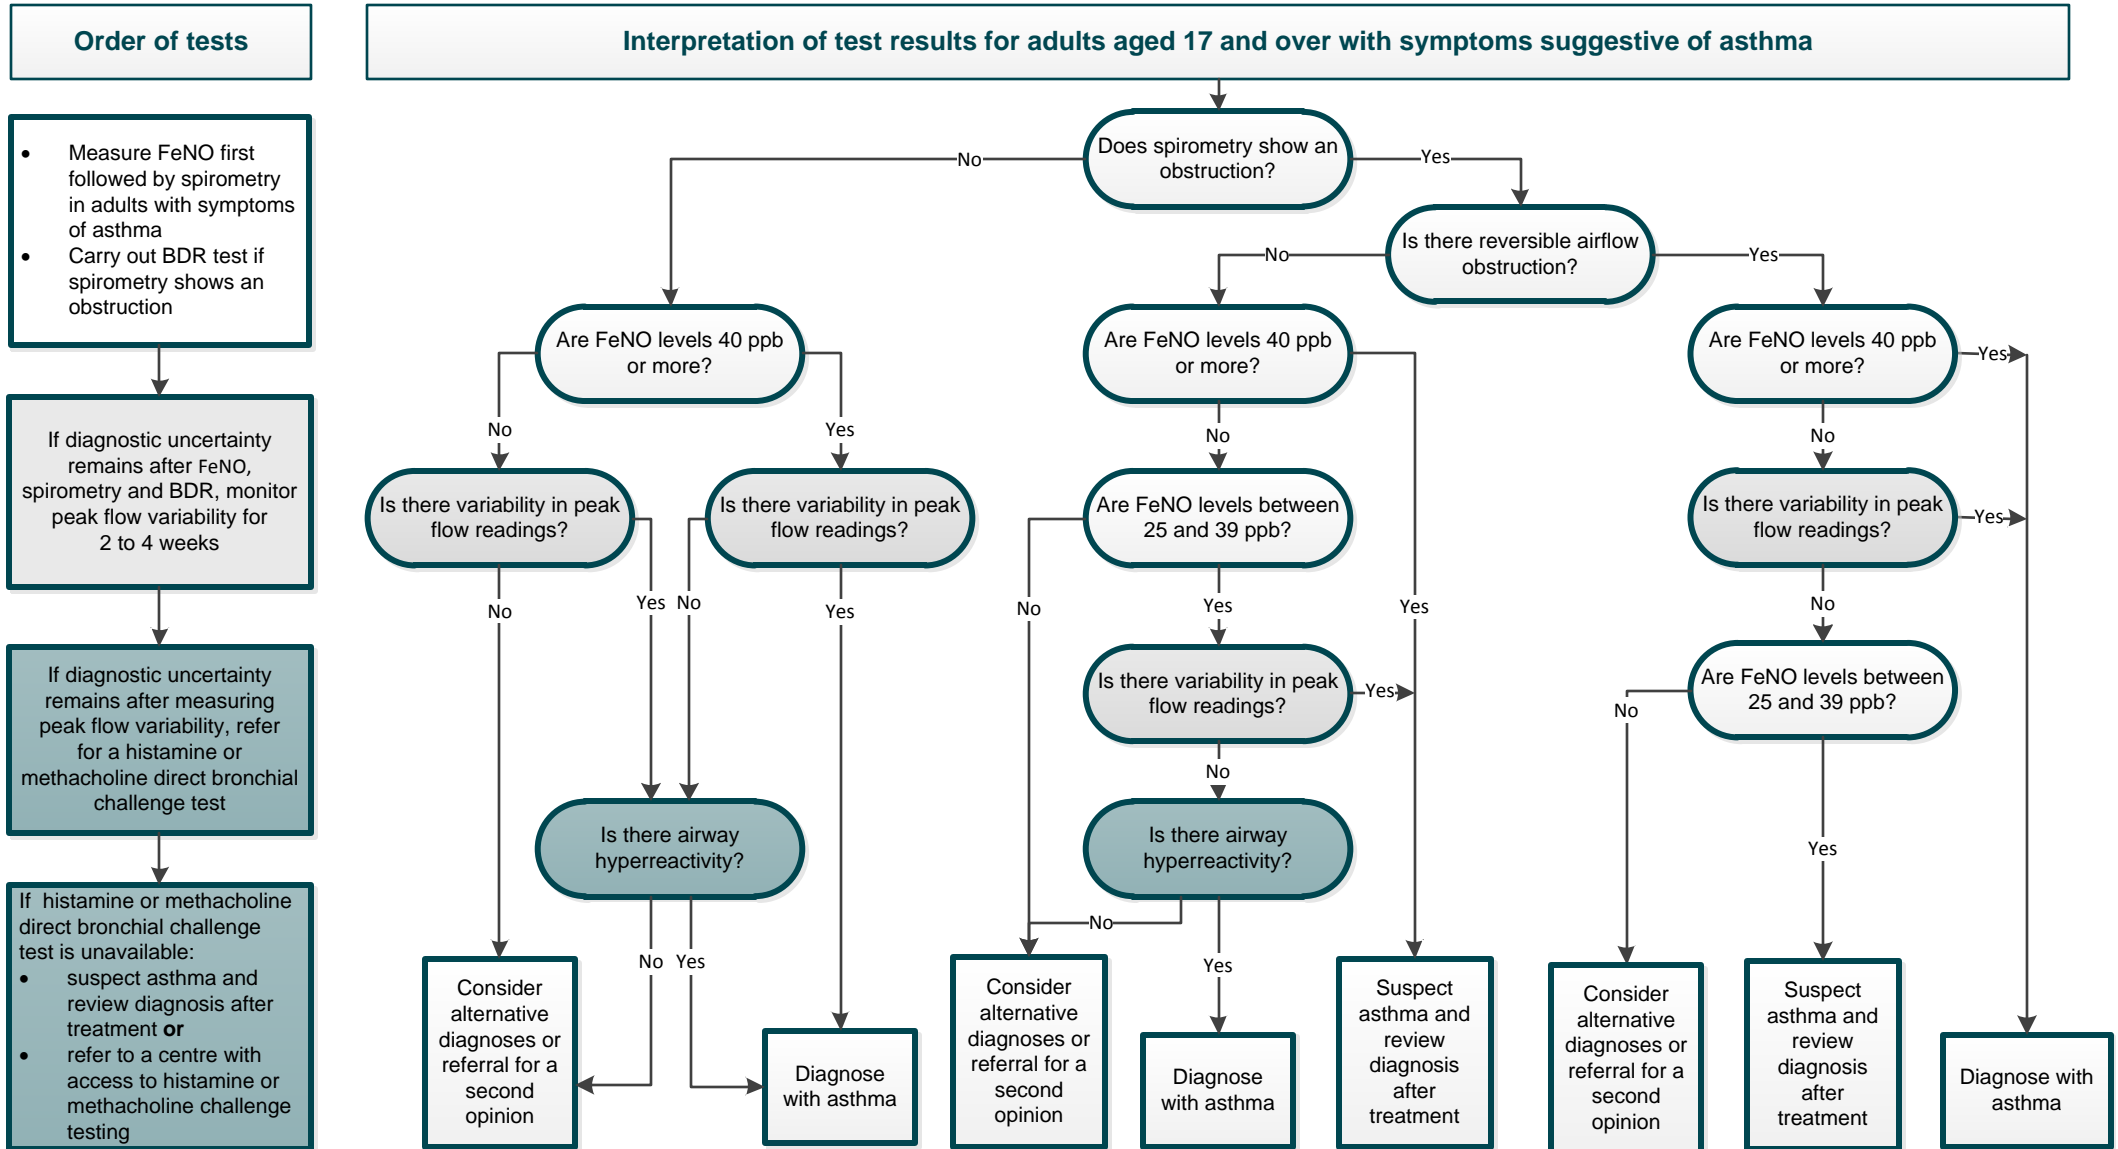 Order of tests
Interpretation of test results for adults aged 17 and over with symptoms suggestive of asthma
• Measure FeNO first
followed by spirometry
in adults with symptoms
of asthma
• Carry out BDR test if
spirometry shows an
obstruction
If diagnostic uncertainty
remains after FeNO,
spirometry and BDR, monitor
peak flow variability for
2 to 4 weeks
If diagnostic uncertainty
remains after measuring
peak flow variability, refer
for a histamine or
methacholine direct bronchial
challenge test
If histamine or methacholine
direct bronchial challenge
test is unavailable:
• suspect asthma and
review diagnosis after
treatment or
• refer to a centre with
access to histamine or
methacholine challenge
testing
Does spirometry show an
obstruction?
No
Yes
Is there reversible airflow
obstruction?
No
Yes
Are FeNO levels 40 ppb
or more?
No
Yes
Is there variability in peak
flow readings?
Is there variability in peak
flow readings?
No
Yes
No
Yes
Is there airway
hyperreactivity?
No
Yes
Consider
alternative
diagnoses or
referral for a
second
opinion
Diagnose
with asthma
Are FeNO levels 40 ppb
or more?
No
Yes
Are FeNO levels between
25 and 39 ppb?
No
Yes
Is there variability in peak
flow readings?
Yes
No
Is there airway
hyperreactivity?
No
Yes
Consider
alternative
diagnoses or
referral for a
second
opinion
Diagnose
with asthma
Suspect
asthma and
review
diagnosis
after
treatment
Are FeNO levels 40 ppb
or more?
Yes
No
Is there variability in peak
flow readings?
Yes
No
Are FeNO levels between
25 and 39 ppb?
No
Yes
Consider
alternative
diagnoses or
referral for a
second
opinion
Suspect
asthma and
review
diagnosis
after
treatment
Diagnose with
asthma